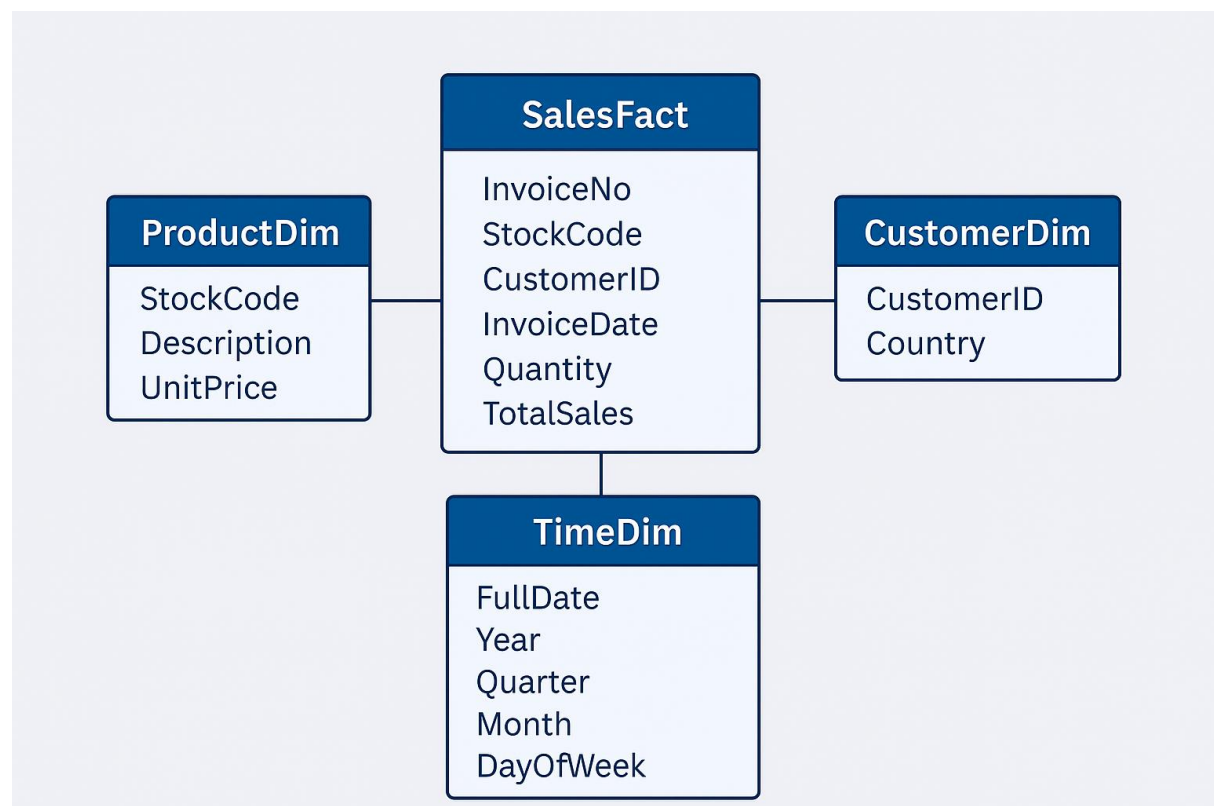 SalesFact
InvoiceNo
StockCode
CustomerID
InvoiceDate
Quantity
TotalSales
ProductDim
StockCode
Description
UnitPrice
CustomerDim
CustomerID
Country
TimeDim
FullDate
Year
Quarter
Month
DayOfWeek